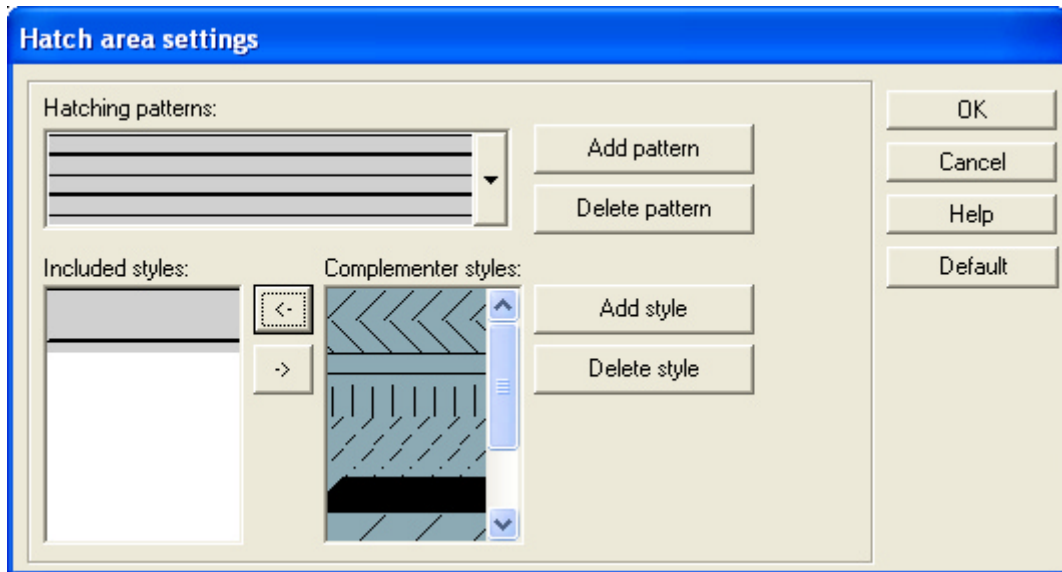 Hatch area settings
Hatching patterns:
Add pattern
Delete pattern
OK
Cancel
Help
Default
Included styles:
<-
->
Complementer styles:
Add style
Delete style